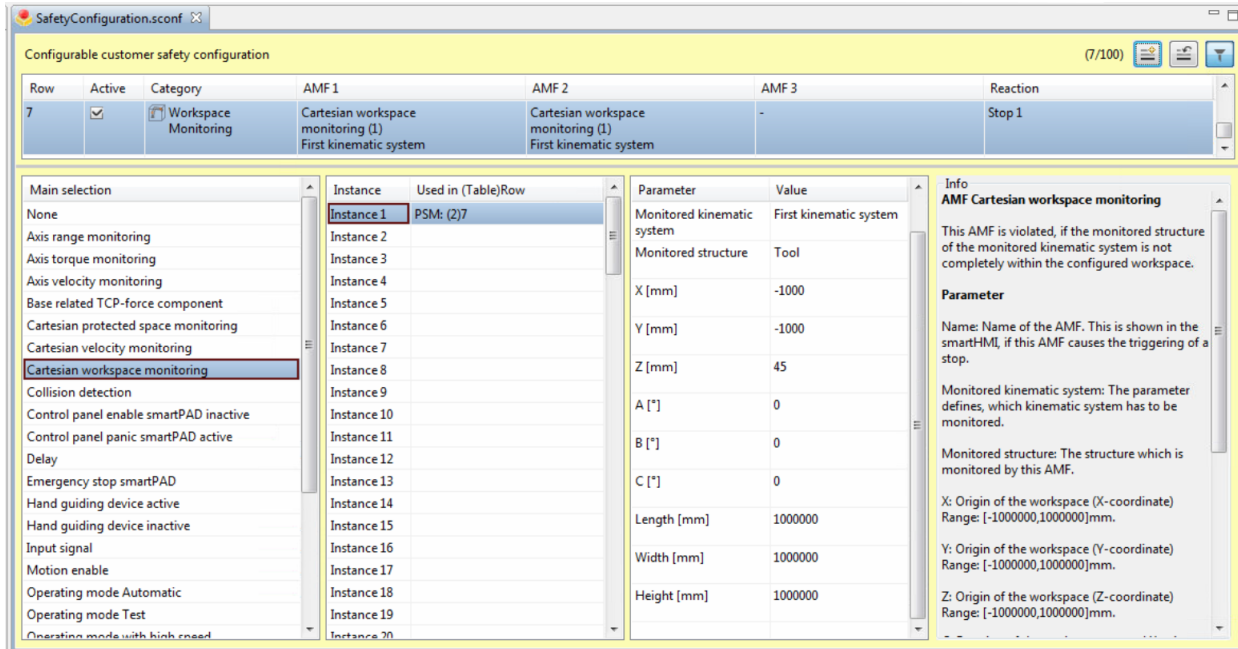 SafetyConfiguration.sconf
Configurable customer safety configuration
(7/100)
Row Active Category AMF 1 AMF 2 AMF 3 Reaction
7 Workspace Cartesian workspace Cartesian workspace - Stop 1
Monitoring monitoring (1) monitoring (1)
First kinematic system First kinematic system
Main selection
None
Axis range monitoring
Axis torque monitoring
Axis velocity monitoring
Base related TCP-force component
Cartesian protected space monitoring
Cartesian velocity monitoring
Cartesian workspace monitoring
Collision detection
Control panel enable smartPAD inactive
Control panel panic smartPAD active
Delay
Emergency stop smartPAD
Hand guiding device active
Hand guiding device inactive
Input signal
Motion enable
Operating mode Automatic
Operating mode Test
Operating mode with high speed
Instance Used in (Table)Row
Instance 1 PSM: (2)7
Instance 2
Instance 3
Instance 4
Instance 5
Instance 6
Instance 7
Instance 8
Instance 9
Instance 10
Instance 11
Instance 12
Instance 13
Instance 14
Instance 15
Instance 16
Instance 17
Instance 18
Instance 19
Instance 20
Parameter Value
Monitored kinematic First kinematic system
system
Monitored structure Tool
X [mm] -1000
Y [mm] -1000
Z [mm] 45
A [°] 0
B [°] 0
C [°] 0
Length [mm] 1000000
Width [mm] 1000000
Height [mm] 1000000
Info
AMF Cartesian workspace monitoring
This AMF is violated, if the monitored structure
of the monitored kinematic system is not
completely within the configured workspace.
Parameter
Name: Name of the AMF. This is shown in the
smartHMI, if this AMF causes the triggering of a
stop.
Monitored kinematic system: The parameter
defines, which kinematic system has to be
monitored.
Monitored structure: The structure which is
monitored by this AMF.
X: Origin of the workspace (X-coordinate)
Range: [-1000000,1000000]mm.
Y: Origin of the workspace (Y-coordinate)
Range: [-1000000,1000000]mm.
Z: Origin of the workspace (Z-coordinate)
Range: [-1000000,1000000]mm.